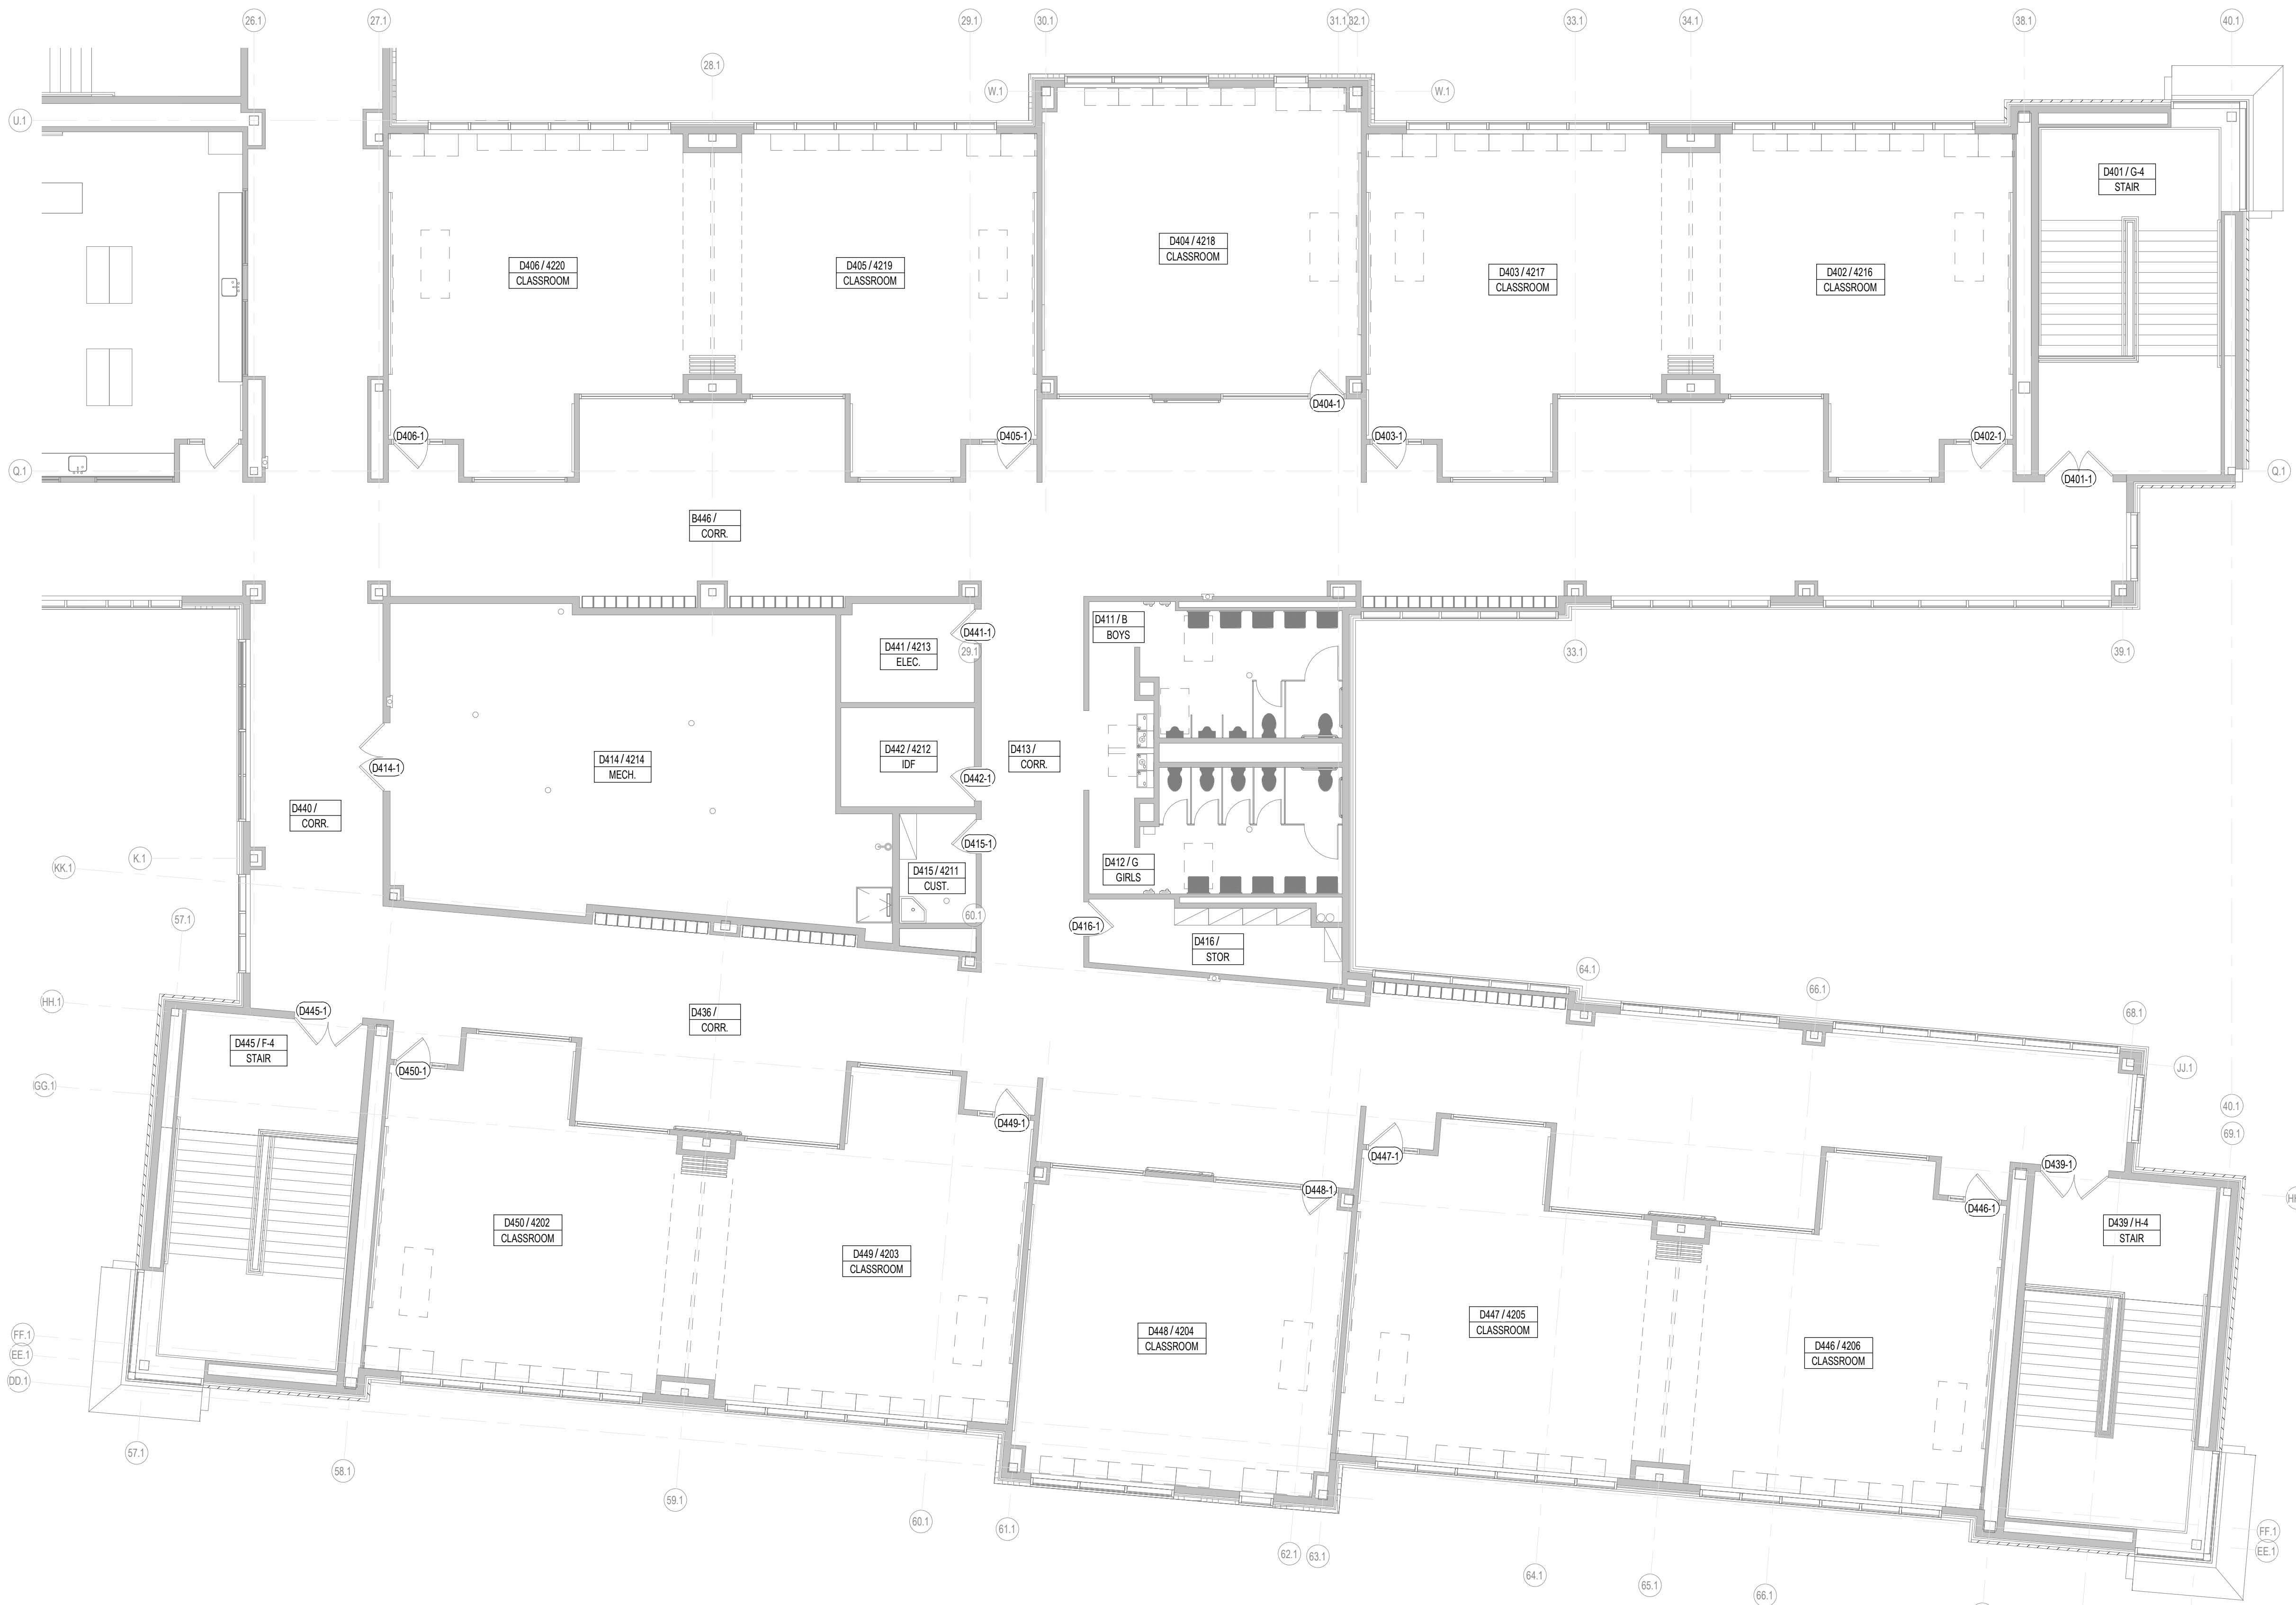 26.1
27.1
29.1
30.1
31.1
32.1
33.1
34.1
38.1
40.1
28.1
W.1
W.1
U.1
D401 / G-4
STAIR
D404 / 4218
CLASSROOM
D406 / 4220
CLASSROOM
D405 / 4219
CLASSROOM
D403 / 4217
CLASSROOM
D402 / 4216
CLASSROOM
D404-1
D406-1
D405-1
D403-1
D402-1
Q.1
Q.1
D401-1
B446 /
CORR.
D411 / B
BOYS
D441-1
D441 / 4213
ELEC.
29.1
33.1
39.1
D442 / 4212
IDF
D413 /
CORR.
D414 / 4214
MECH.
D414-1
D442-1
D440 /
CORR.
D415-1
K.1
KK.1
D412 / G
GIRLS
D415 / 4211
CUST.
57.1
60.1
D416-1
D416 /
STOR
64.1
66.1
HH.1
D445-1
D436 /
CORR.
68.1
D445 / F-4
STAIR
D450-1
JJ.1
GG.1
40.1
D449-1
69.1
D447-1
D439-1
D448-1
HH
D446-1
D450 / 4202
CLASSROOM
D439 / H-4
STAIR
D449 / 4203
CLASSROOM
D447 / 4205
CLASSROOM
D448 / 4204
CLASSROOM
D446 / 4206
CLASSROOM
FF.1
EE.1
DD.1
57.1
58.1
59.1
60.1
61.1
62.1
63.1
64.1
65.1
66.1
FF.1
EE.1